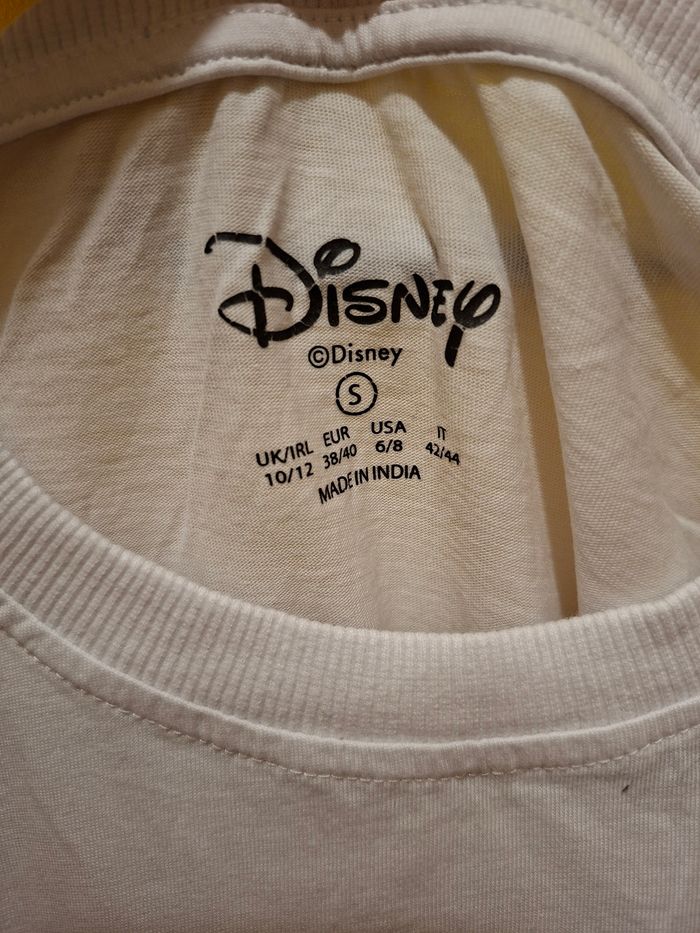 Disney
©Disney
S
UK/IRL EUR USA IT
10/12 38/40 6/8 42/44
MADE IN INDIA